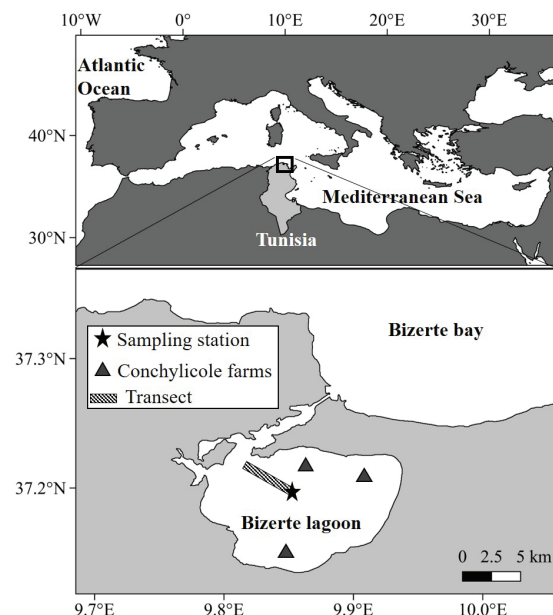 10°W 0° 10°E 20°E 30°E
Atlantic
Ocean
40°N
Mediterranean Sea
30°N
Tunisia
Bizerte bay
Sampling station
37.3°N
Conchylicole farms
Transect
37.2°N
Bizerte lagoon
0 2.5 5 km
9.7°E 9.8°E 9.9°E 10.0°E